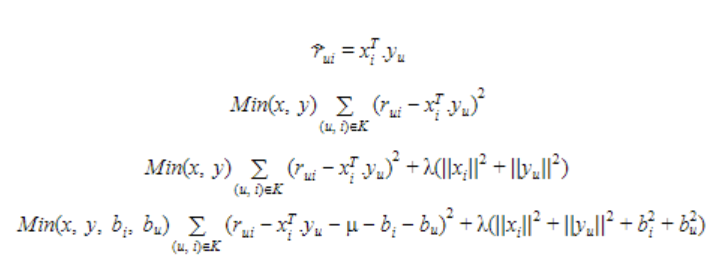 r̂ᵤᵢ = xᵢᵀ.yᵤ
Min(x, y) ∑₍ᵤ, ᵢ₎∈K (rᵤᵢ − xᵢᵀ.yᵤ)²
Min(x, y) ∑₍ᵤ, ᵢ₎∈K (rᵤᵢ − xᵢᵀ.yᵤ)² + λ(||xᵢ||² + ||yᵤ||²)
Min(x, y, bᵢ, bᵤ) ∑₍ᵤ, ᵢ₎∈K (rᵤᵢ − xᵢᵀ.yᵤ − μ − bᵢ − bᵤ)² + λ(||xᵢ||² + ||yᵤ||² + bᵢ² + bᵤ²)